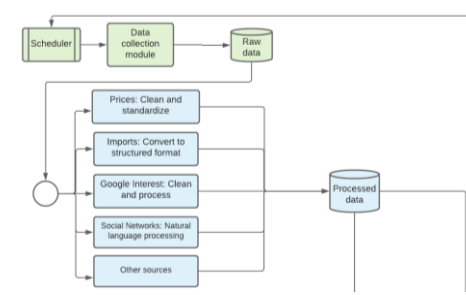 Scheduler
Data
collection
module
Raw
data
Prices: Clean and
standardize
Imports: Convert to
structured format
Google Interest: Clean
and process
Social Networks: Natural
language processing
Other sources
Processed
data